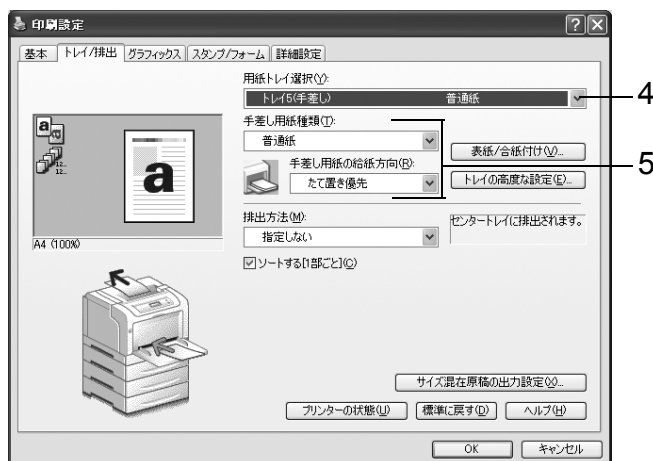 印刷設定
基本 トレイ/排出 グラフィックス スタンプ/フォーム 詳細設定
用紙トレイ選択(Y):
トレイ5(手差し) 普通紙
4
手差し用紙種類(T):
普通紙
表紙/合紙付け(V)...
5
手差し用紙の給紙方向(R):
たて置き優先
トレイの高度な設定(E)...
a
12...
12...
a
A4 (100%)
排出方法(M):
指定しない
センタートレイに排出されます。
ソートする[1部ごと](C)
サイズ混在原稿の出力設定(X)...
プリンターの状態(U) 標準に戻す(D) ヘルプ(H)
OK キャンセル